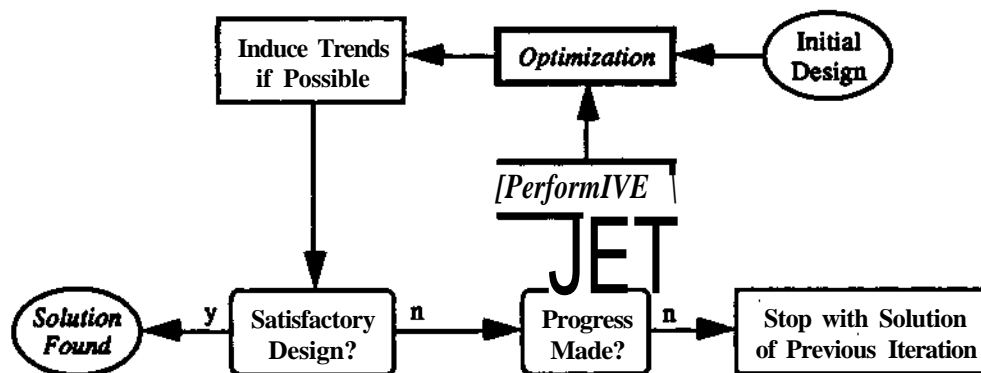 Induce Trends
if Possible
Optimization
Initial
Design
[PerformIVE
JET
y
n
n
Solution
Found
Satisfactory
Design?
Progress
Made?
Stop with Solution
of Previous Iteration